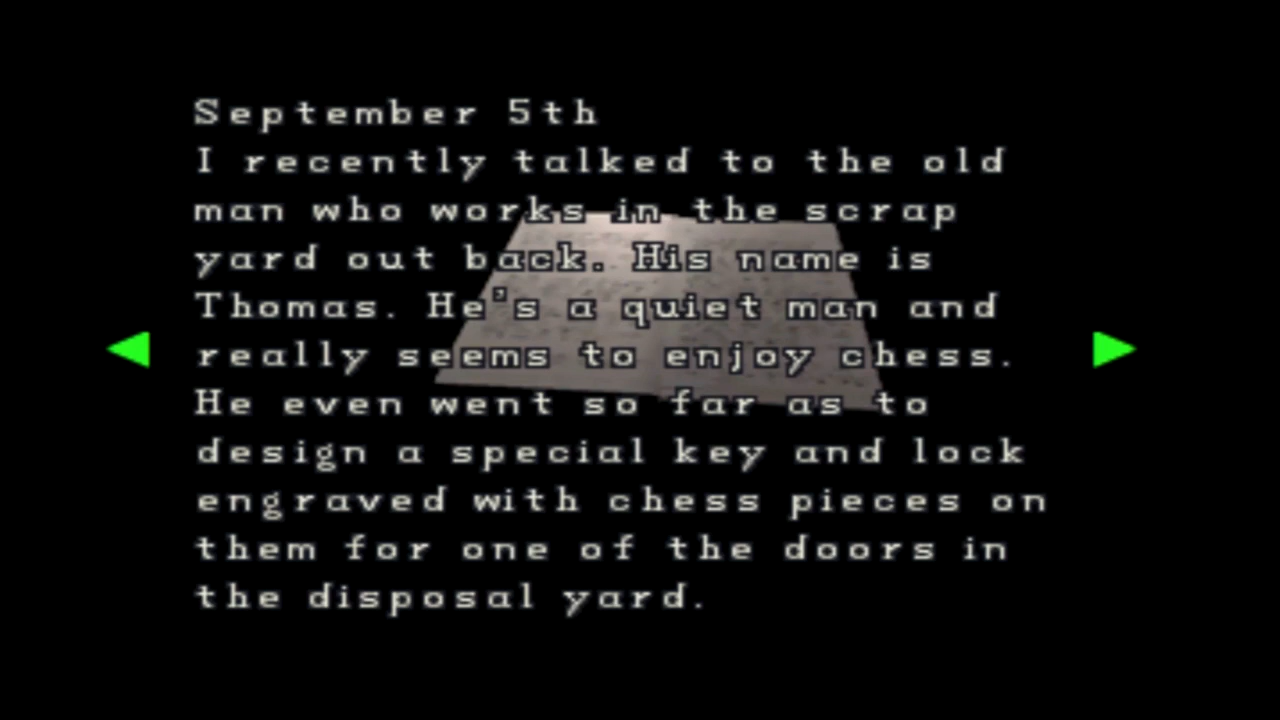 September 5th
I recently talked to the old
man who works in the scrap
yard out back. His name is
Thomas. He's a quiet man and
really seems to enjoy chess.
He even went so far as to
design a special key and lock
engraved with chess pieces on
them for one of the doors in
the disposal yard.